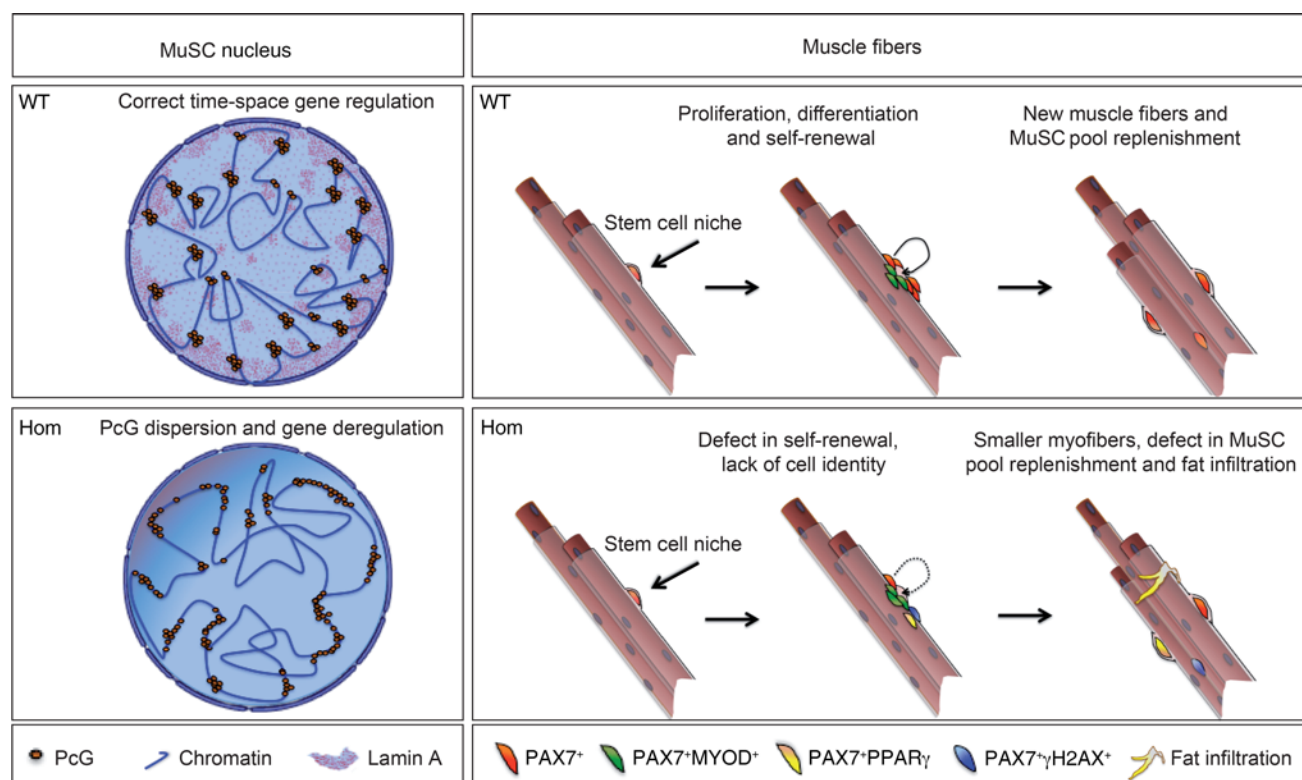 MuSC nucleus
Muscle fibers
WT
Correct time-space gene regulation
WT
Proliferation, differentiation
and self-renewal
New muscle fibers and
MuSC pool replenishment
Stem cell niche
Hom
PcG dispersion and gene deregulation
Hom
Defect in self-renewal,
lack of cell identity
Smaller myofibers, defect in MuSC
pool replenishment and fat infiltration
Stem cell niche
PcG
Chromatin
Lamin A
PAX7⁺
PAX7⁺MYOD⁺
PAX7⁺PPARγ
PAX7⁺γH2AX⁺
Fat infiltration